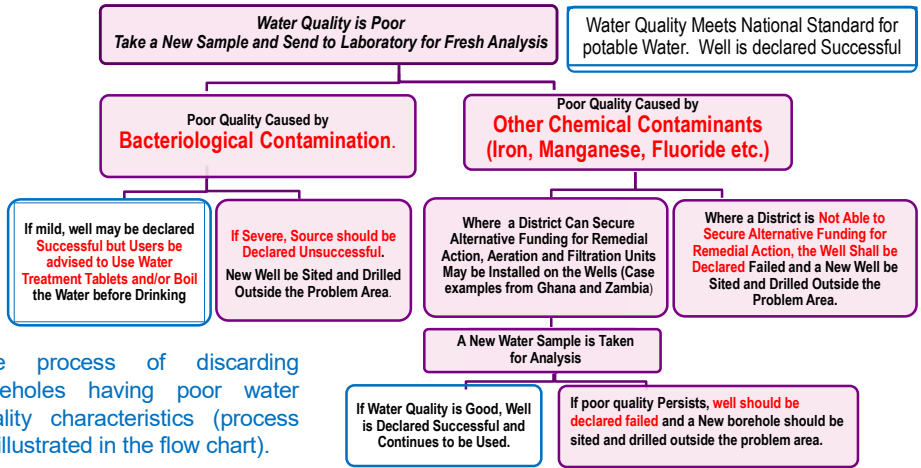 Water Quality is Poor
Take a New Sample and Send to Laboratory for Fresh Analysis
Water Quality Meets National Standard for
potable Water. Well is declared Successful
Poor Quality Caused by
Bacteriological Contamination.
Poor Quality Caused by
Other Chemical Contaminants
(Iron, Manganese, Fluoride etc.)
If mild, well may be declared
Successful but Users be
advised to Use Water
Treatment Tablets and/or Boil
the Water before Drinking
If Severe, Source should be
Declared Unsuccessful.
New Well be Sited and Drilled
Outside the Problem Area.
Where a District Can Secure
Alternative Funding for Remedial
Action, Aeration and Filtration Units
May be Installed on the Wells (Case
examples from Ghana and Zambia)
Where a District is Not Able to
Secure Alternative Funding for
Remedial Action, the Well Shall be
Declared Failed and a New Well be
Sited and Drilled Outside the
Problem Area.
A New Water Sample is Taken
for Analysis
If Water Quality is Good, Well
is Declared Successful and
Continues to be Used.
If poor quality Persists, well should be
declared failed and a New borehole should be
sited and drilled outside the problem area.
e process of discarding
eholes having poor water
ality characteristics (process
illustrated in the flow chart).